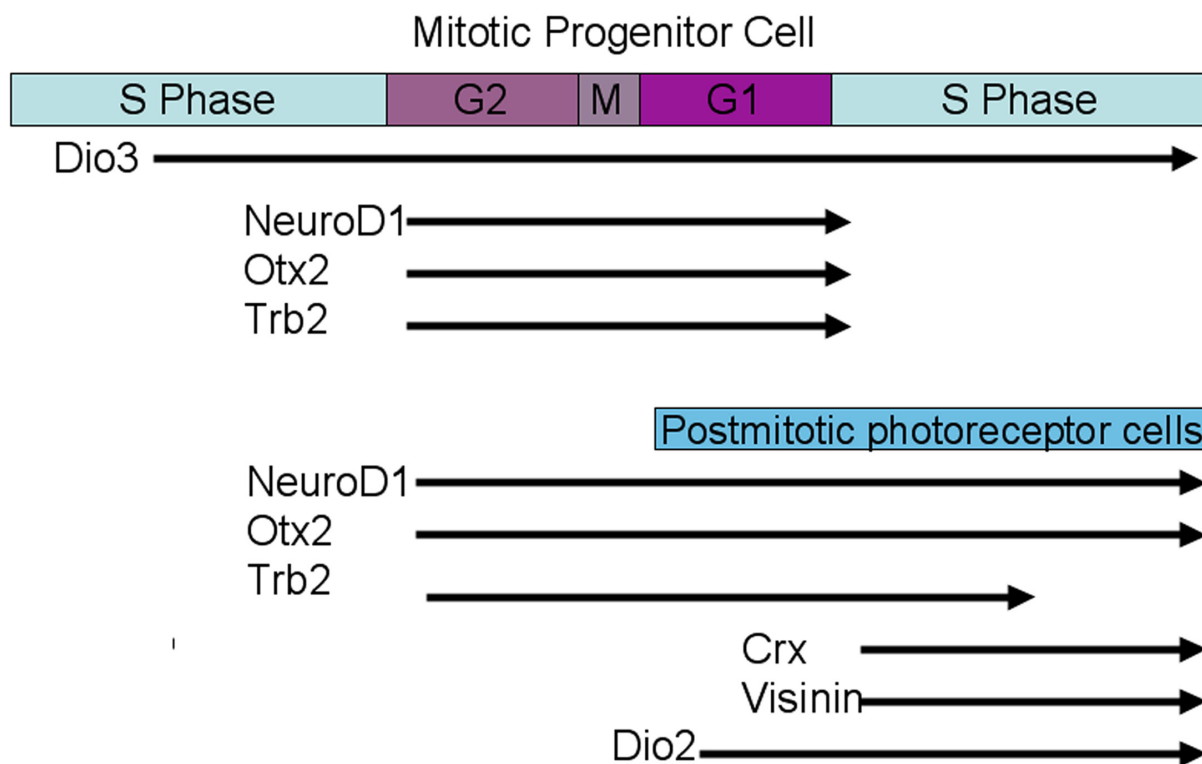 Mitotic Progenitor Cell
S Phase G2 M G1 S Phase
Dio3
NeuroD1
Otx2
Trb2
Postmitotic photoreceptor cells
NeuroD1
Otx2
Trb2
Crx
Visinin
Dio2